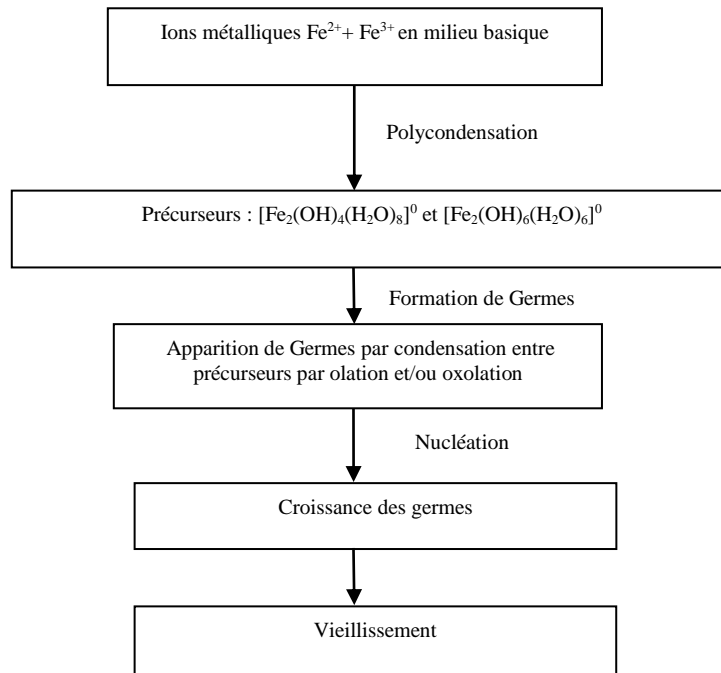 Ions métalliques Fe²⁺+ Fe³⁺ en milieu basique
Polycondensation
Précurseurs : [Fe₂(OH)₄(H₂O)₈]⁰ et [Fe₂(OH)₆(H₂O)₆]⁰
Formation de Germes
Apparition de Germes par condensation entre
précurseurs par olation et/ou oxolation
Nucléation
Croissance des germes
Vieillissement